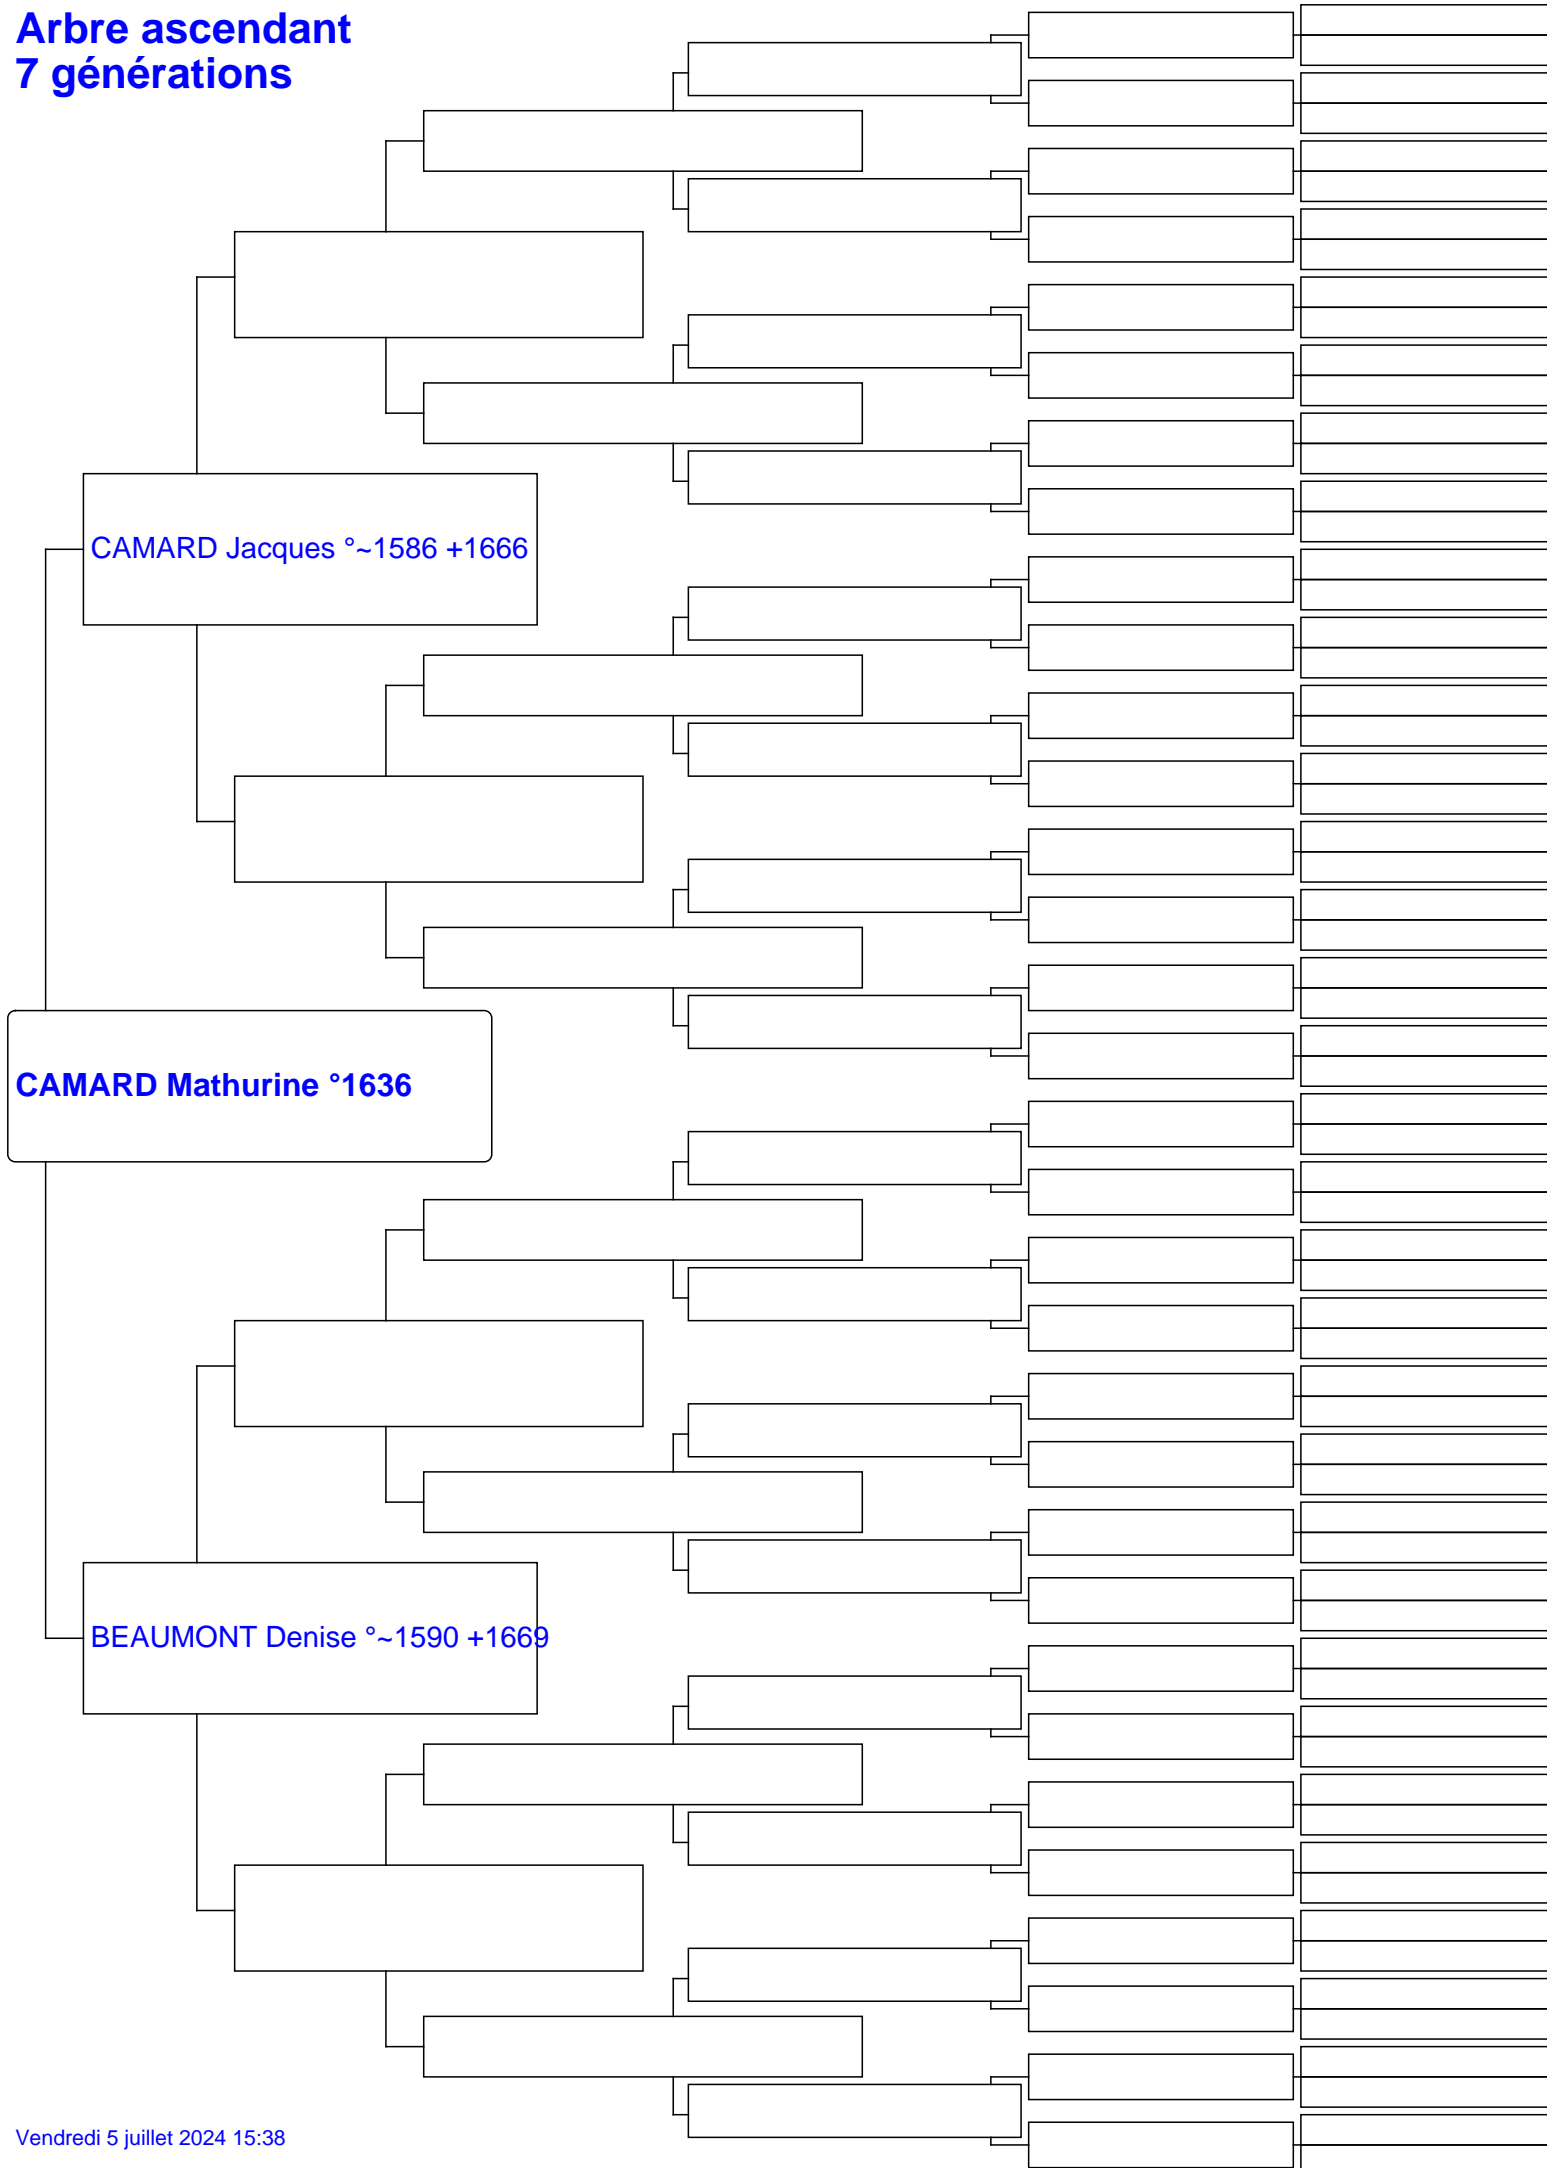 Arbre ascendant
7 générations
CAMARD Jacques °~1586 +1666
CAMARD Mathurine °1636
BEAUMONT Denise °~1590 +1669
Vendredi 5 juillet 2024 15:38